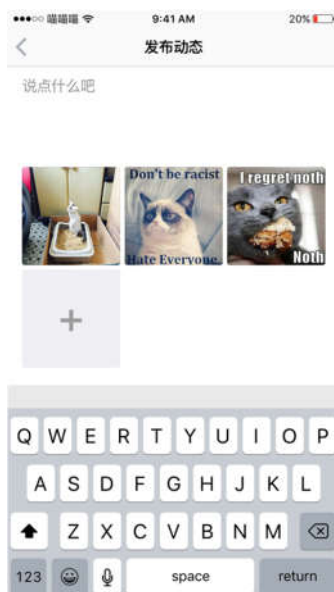 喵喵喵 9:41 AM 20%
发布动态
说点什么吧
Don't be racist
Hate Everyone.
I regret noth
Noth
Q W E R T Y U I O P
A S D F G H J K L
Z X C V B N M
123 space return